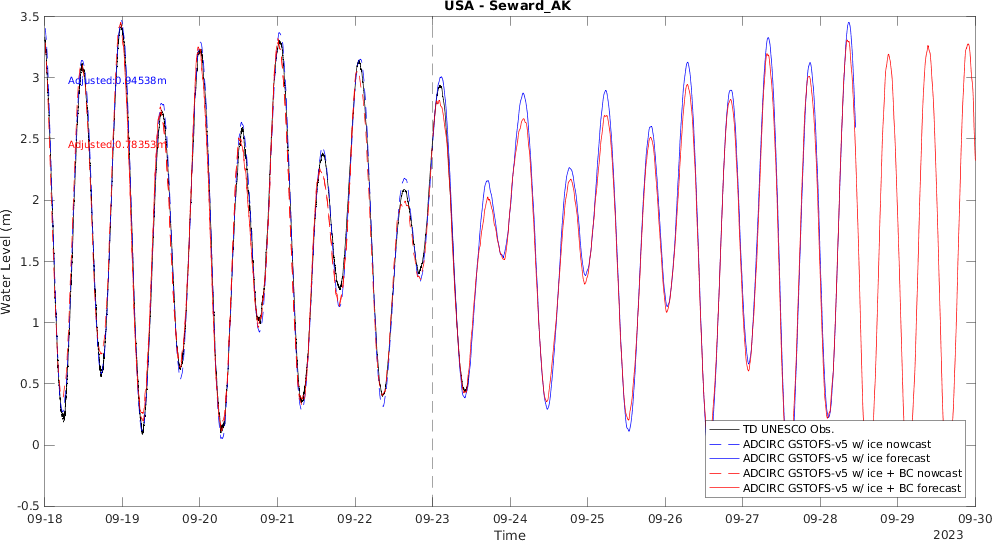 USA - Seward_AK
3.5
3
2.5
2
1.5
1
0.5
0
-0.5
Water Level (m)
Adjusted:0.94538m
Adjusted:0.78353m
TD UNESCO Obs.
ADCIRC GSTOFS-v5 w/ ice nowcast
ADCIRC GSTOFS-v5 w/ ice forecast
ADCIRC GSTOFS-v5 w/ ice + BC nowcast
ADCIRC GSTOFS-v5 w/ ice + BC forecast
09-18 09-19 09-20 09-21 09-22 09-23 09-24 09-25 09-26 09-27 09-28 09-29 09-30
Time
2023